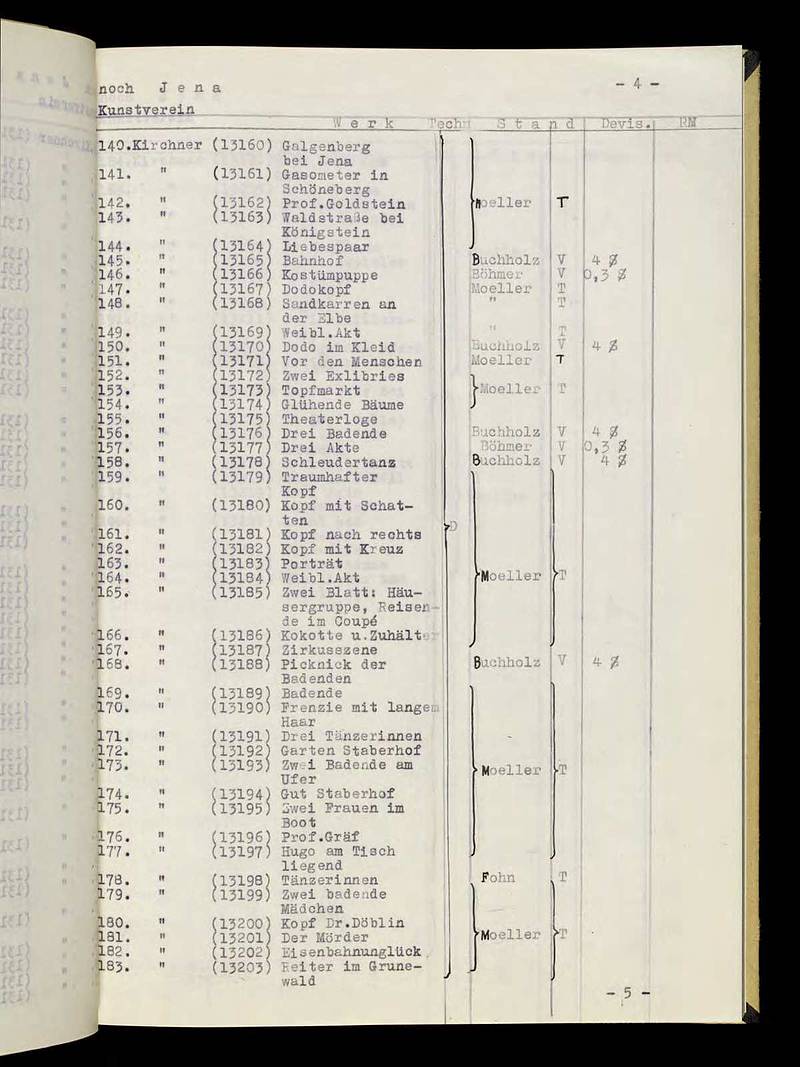 noch J e n a - 4 -
Kunstverein
W e r k Techn S t a n d Devis. RM
140.Kirchner (13160) Galgenberg
bei Jena
141. " (13161) Gasometer in
Schöneberg
142. " (13162) Prof.Goldstein Moeller T
143. " (13163) Waldstraße bei
Königstein
144. " (13164) Liebespaar
145. " (13165) Bahnhof Buchholz V 4 $
146. " (13166) Kostümpuppe Böhmer V 0,3 $
147. " (13167) Dodokopf Moeller T
148. " (13168) Sandkarren an " T
der Elbe
149. " (13169) Weibl.Akt " T
150. " (13170) Dodo im Kleid Buchholz V 4 $
151. " (13171) Vor den Menschen Moeller T
152. " (13172) Zwei Exlibries
153. " (13173) Topfmarkt Moeller T
154. " (13174) Glühende Bäume
155. " (13175) Theaterloge
156. " (13176) Drei Badende Buchholz V 4 $
157. " (13177) Drei Akte Böhmer V 0,3 $
158. " (13178) Schleudertanz Buchholz V 4 $
159. " (13179) Traumhafter
Kopf
160. " (13180) Kopf mit Schat-
ten
161. " (13181) Kopf nach rechts D
162. " (13182) Kopf mit Kreuz
163. " (13183) Porträt
164. " (13184) Weibl.Akt Moeller T
165. " (13185) Zwei Blatt: Häu-
sergruppe, Reisen-
de im Coupé
166. " (13186) Kokotte u.Zuhälter
167. " (13187) Zirkusszene
168. " (13188) Picknick der Buchholz V 4 $
Badenden
169. " (13189) Badende
170. " (13190) Frenzie mit langem
Haar
171. " (13191) Drei Tänzerinnen
172. " (13192) Garten Staberhof
173. " (13193) Zwei Badende am Moeller T
Ufer
174. " (13194) Gut Staberhof
175. " (13195) Zwei Frauen im
Boot
176. " (13196) Prof.Gräf
177. " (13197) Hugo am Tisch
liegend
178. " (13198) Tänzerinnen Fohn T
179. " (13199) Zwei badende
Mädchen
180. " (13200) Kopf Dr.Döblin
181. " (13201) Der Mörder Moeller T
182. " (13202) Eisenbahnunglück
183. " (13203) Reiter im Grune-
wald
- 5 -